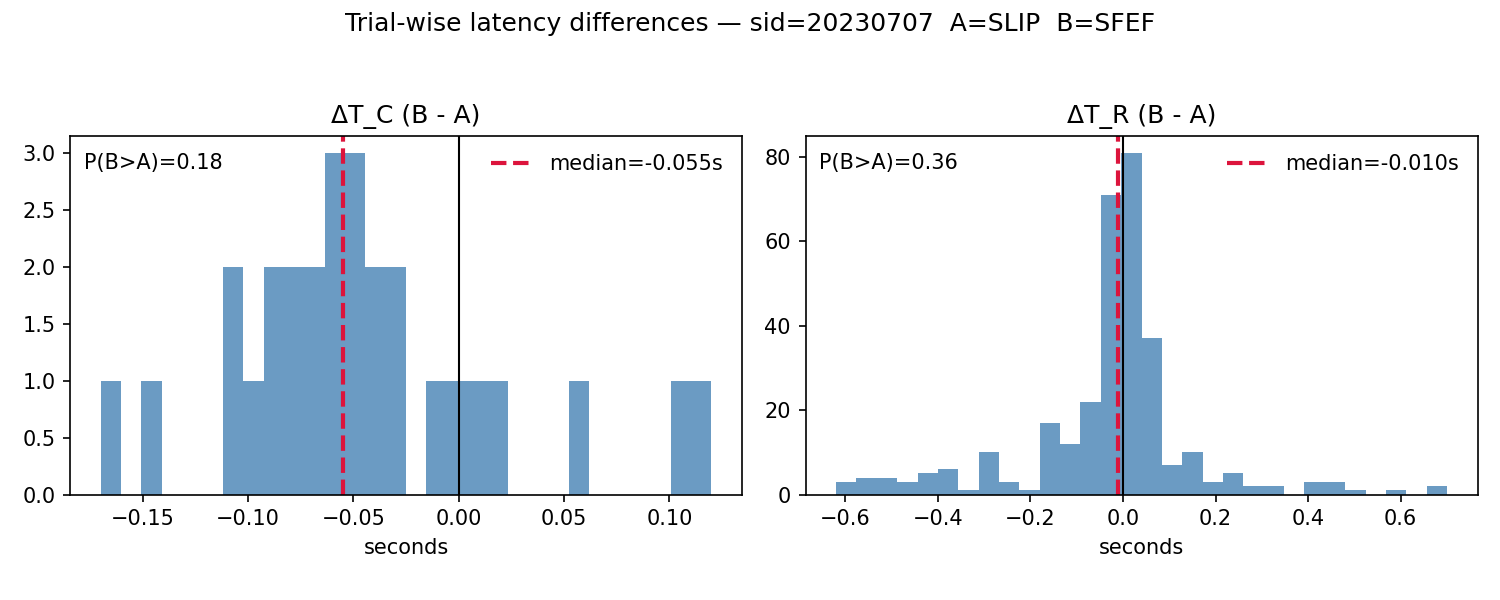 Trial-wise latency differences — sid=20230707  A=SLIP  B=SFEF
ΔT_C (B - A)
P(B>A)=0.18
median=-0.055s
3.0
2.5
2.0
1.5
1.0
0.5
0.0
−0.15
−0.10
−0.05
0.00
0.05
0.10
seconds
ΔT_R (B - A)
P(B>A)=0.36
median=-0.010s
80
60
40
20
0
−0.6
−0.4
−0.2
0.0
0.2
0.4
0.6
seconds